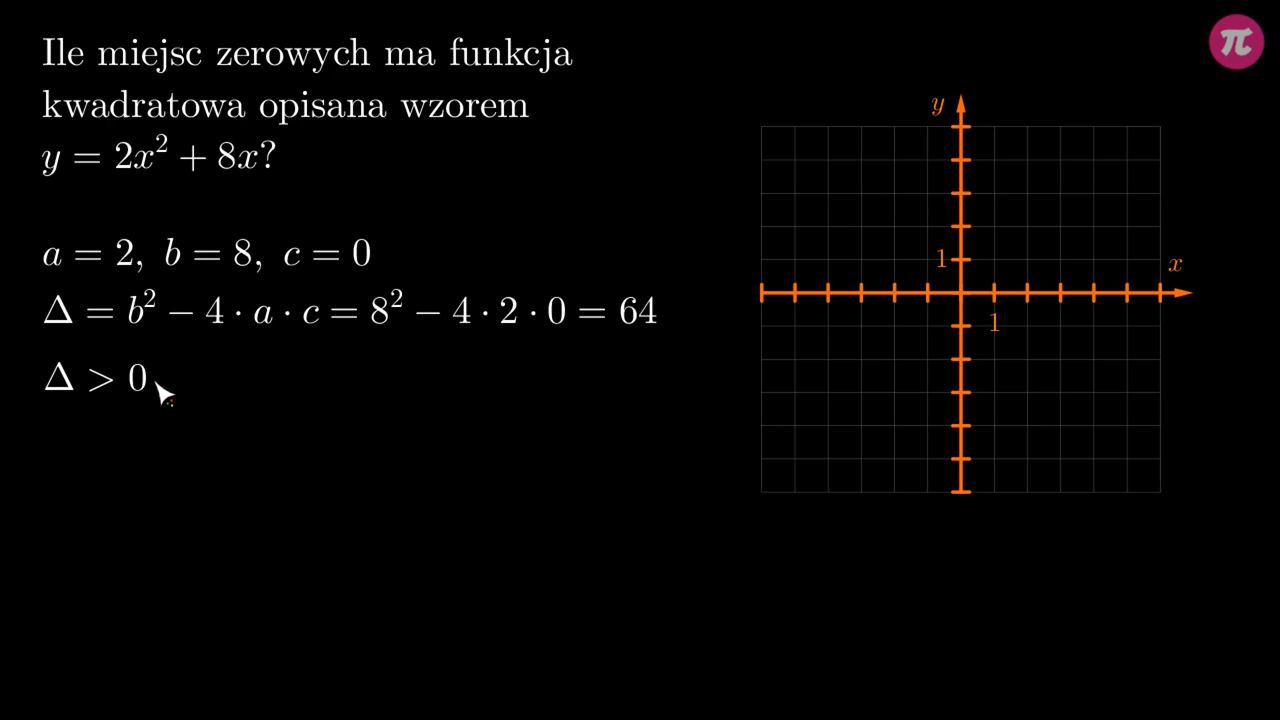 Ile miejsc zerowych ma funkcja
kwadratowa opisana wzorem
y = 2x² + 8x?
a = 2, b = 8, c = 0
Δ = b² − 4 · a · c = 8² − 4 · 2 · 0 = 64
Δ > 0
π
y
1
x
1